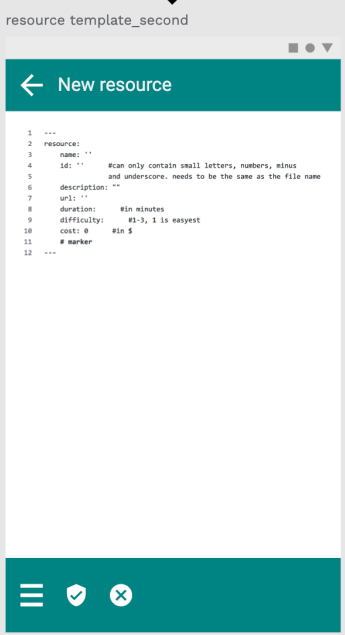 resource template_second
New resource
1 ---
2 resource:
3 name: ''
4 id: '' #can only contain small letters, numbers, minus
5 and underscore. needs to be the same as the file name
6 description: ""
7 url: ''
8 duration: #in minutes
9 difficulty: #1-3, 1 is easyest
10 cost: 0 #in $
11 # marker
12 ---